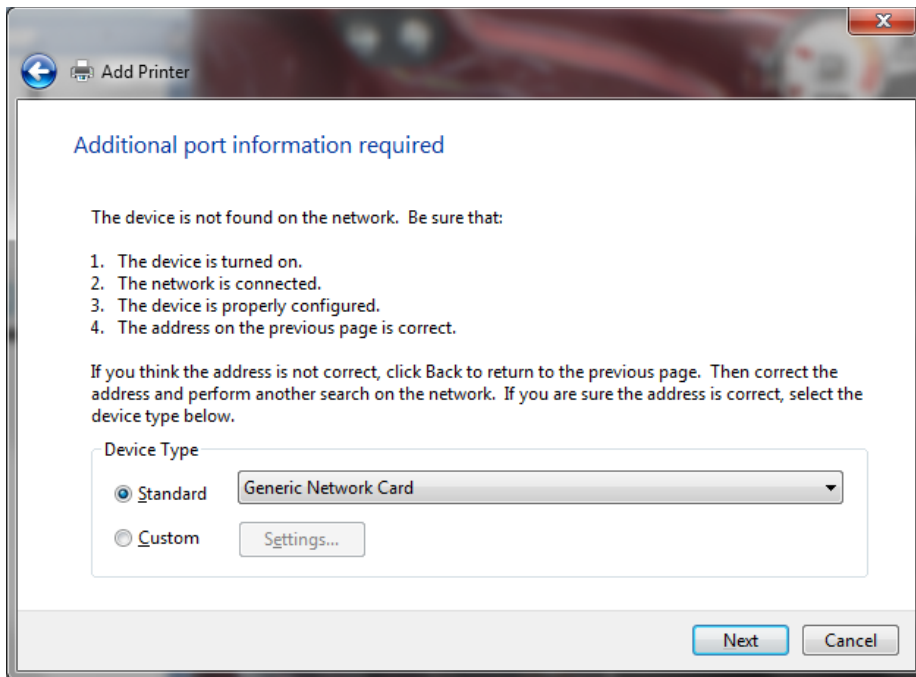 Add Printer
Additional port information required
The device is not found on the network.  Be sure that:
1.  The device is turned on.
2.  The network is connected.
3.  The device is properly configured.
4.  The address on the previous page is correct.
If you think the address is not correct, click Back to return to the previous page.  Then correct the
address and perform another search on the network.  If you are sure the address is correct, select the
device type below.
Device Type
Standard
Generic Network Card
Custom
Settings...
Next
Cancel